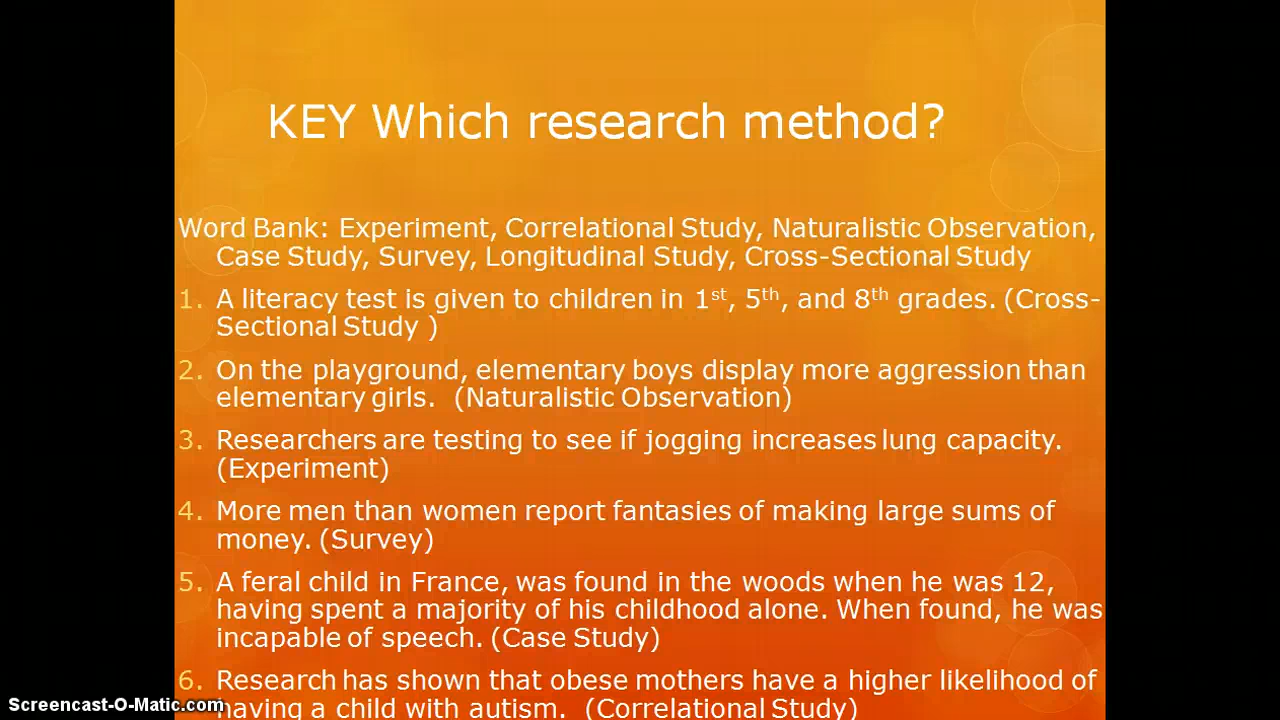 KEY Which research method?
Word Bank: Experiment, Correlational Study, Naturalistic Observation,
Case Study, Survey, Longitudinal Study, Cross-Sectional Study
1. A literacy test is given to children in 1st, 5th, and 8th grades. (Cross-
Sectional Study )
2. On the playground, elementary boys display more aggression than
elementary girls. (Naturalistic Observation)
3. Researchers are testing to see if jogging increases lung capacity.
(Experiment)
4. More men than women report fantasies of making large sums of
money. (Survey)
5. A feral child in France, was found in the woods when he was 12,
having spent a majority of his childhood alone. When found, he was
incapable of speech. (Case Study)
6. Research has shown that obese mothers have a higher likelihood of
having a child with autism. (Correlational Study)
Screencast-O-Matic.com